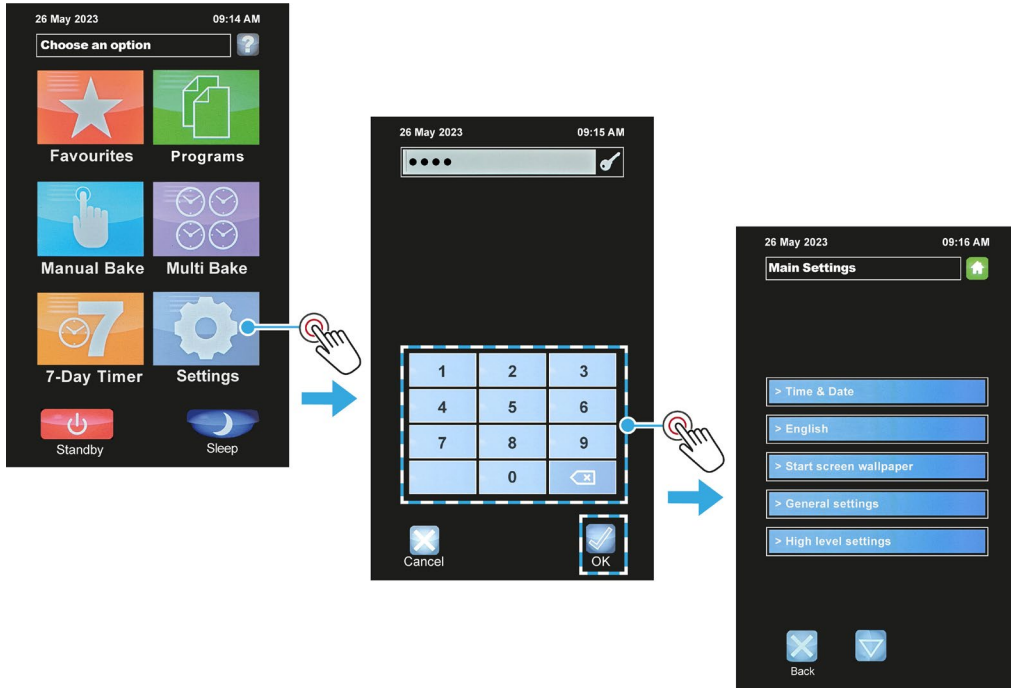 26 May 2023 09:14 AM
Choose an option ?
Favourites Programs
Manual Bake Multi Bake
7
7-Day Timer Settings
Standby Sleep
26 May 2023 09:15 AM
1 2 3
4 5 6
7 8 9
0
Cancel OK
26 May 2023 09:16 AM
Main Settings
> Time & Date
> English
> Start screen wallpaper
> General settings
> High level settings
Back